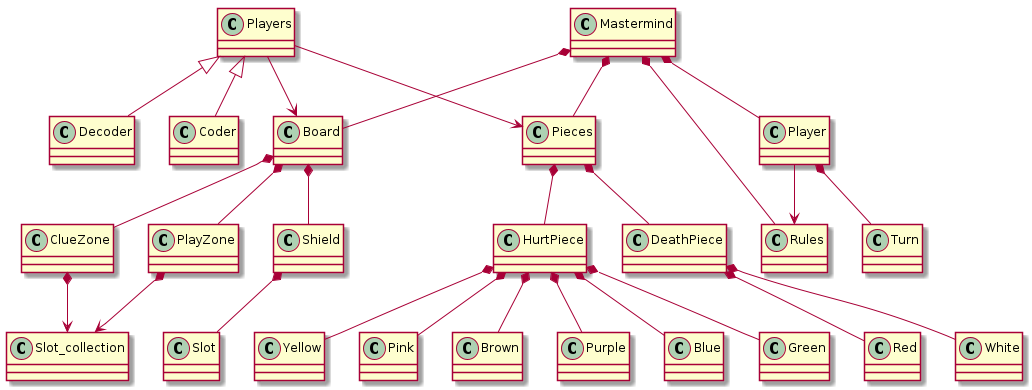 C Players
C Mastermind
C Decoder
C Coder
C Board
C Pieces
C Player
C ClueZone
C PlayZone
C Shield
C HurtPiece
C DeathPiece
C Rules
C Turn
C Slot_collection
C Slot
C Yellow
C Pink
C Brown
C Purple
C Blue
C Green
C Red
C White